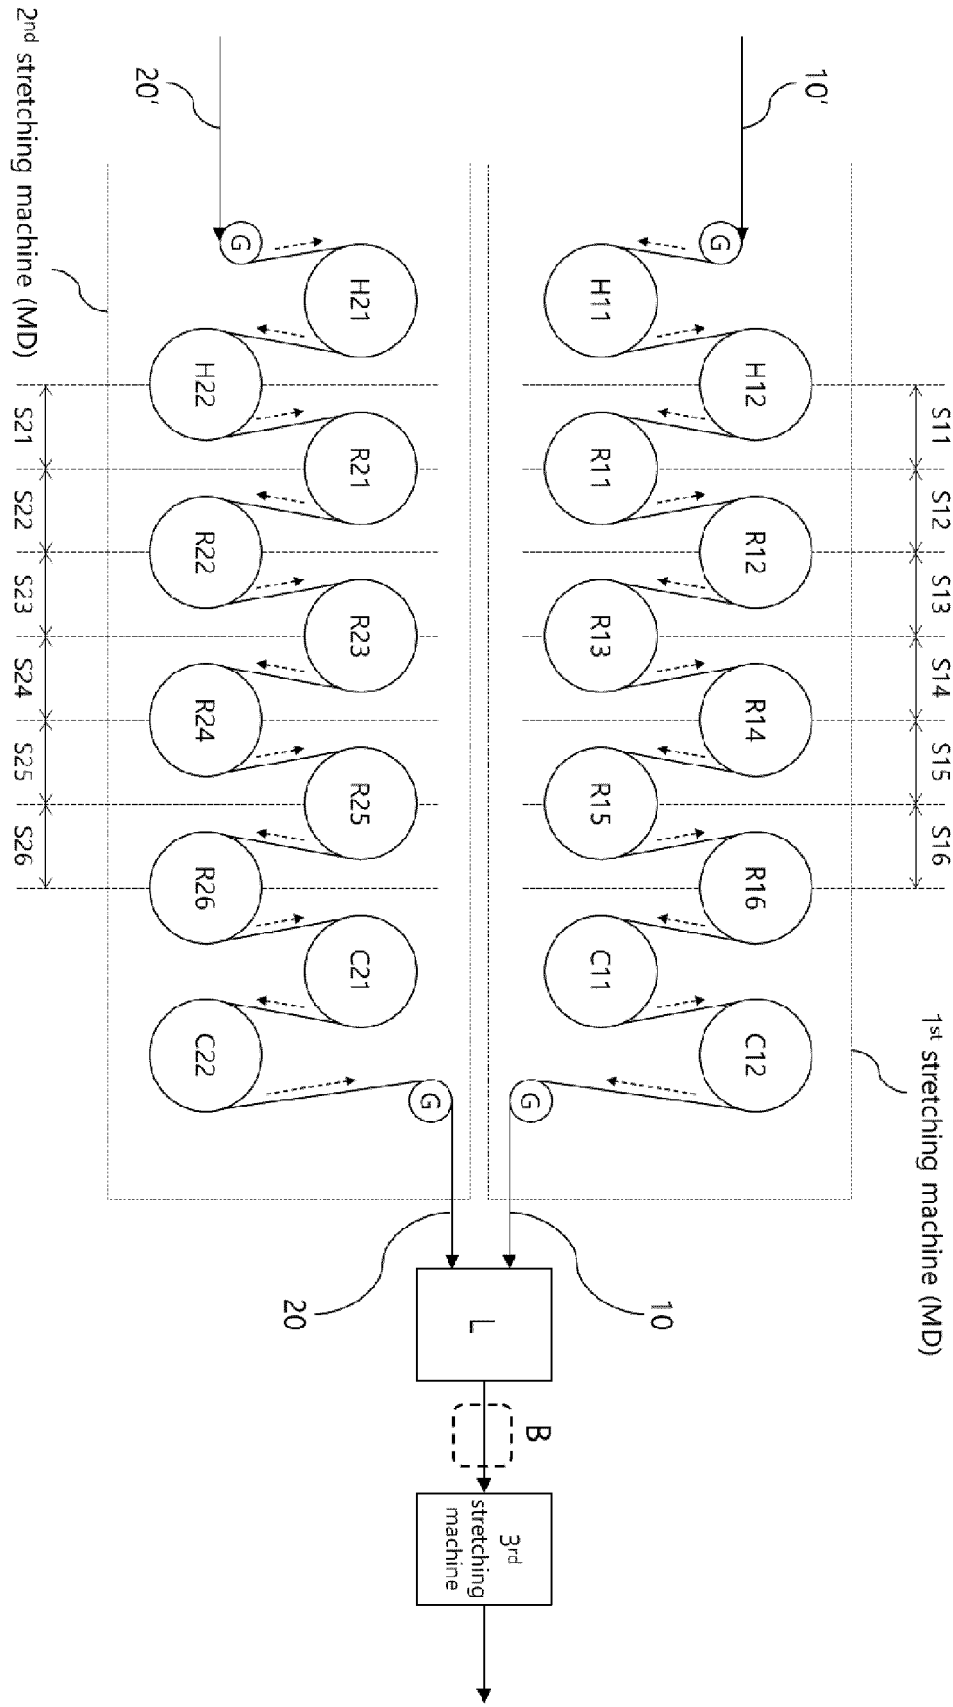 S11 S12 S13 S14 S15 S16
1st stretching machine (MD)
10'
H12 R12 R14 R16 C12
G
10
H11 R11 R13 R15 C11
G
B
3rd
stretching
machine
L
G
H21 R21 R23 R25 C21
20
G
H22 R22 R24 R26 C22
20'
S21 S22 S23 S24 S25 S26
2nd stretching machine (MD)